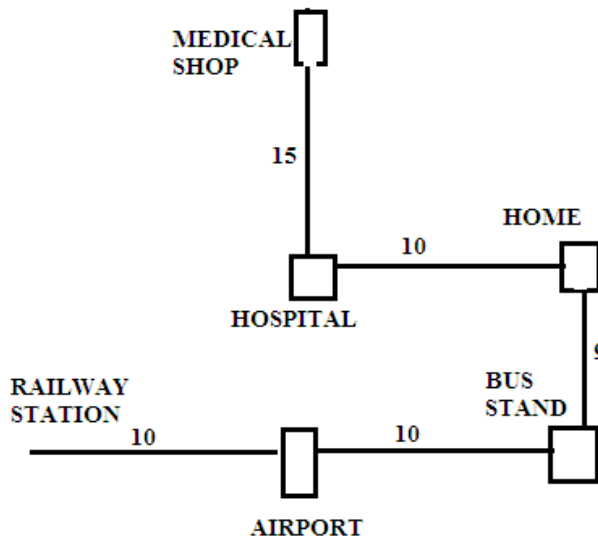 MEDICAL
SHOP
15
HOME
10
HOSPITAL
RAILWAY
STATION
BUS
STAND
10
10
AIRPORT